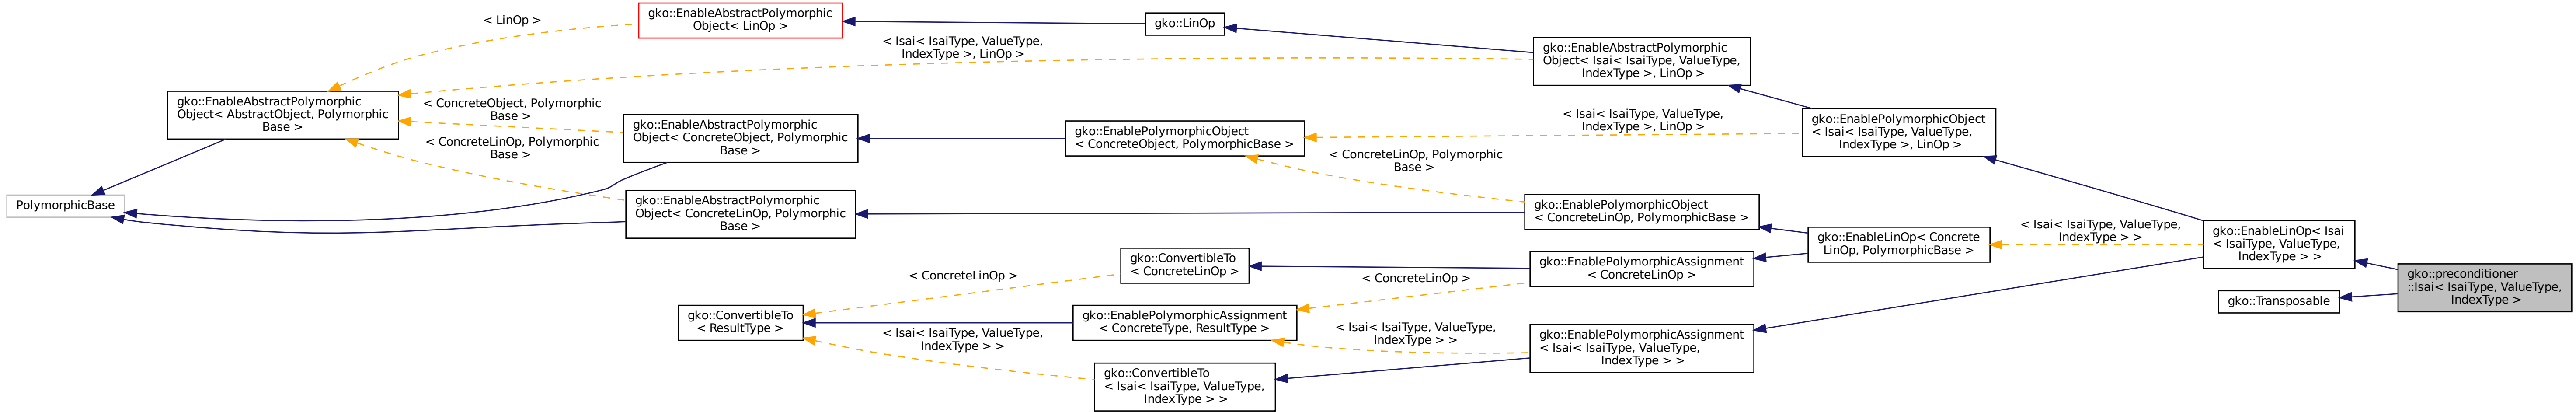 PolymorphicBase
gko::EnableAbstractPolymorphic
Object< AbstractObject, Polymorphic
Base >
< LinOp >
gko::EnableAbstractPolymorphic
Object< LinOp >
gko::LinOp
< Isai< IsaiType, ValueType,
IndexType >, LinOp >
gko::EnableAbstractPolymorphic
Object< Isai< IsaiType, ValueType,
IndexType >, LinOp >
< ConcreteObject, Polymorphic
Base >
gko::EnableAbstractPolymorphic
Object< ConcreteObject, Polymorphic
Base >
gko::EnablePolymorphicObject
< ConcreteObject, PolymorphicBase >
< Isai< IsaiType, ValueType,
IndexType >, LinOp >
gko::EnablePolymorphicObject
< Isai< IsaiType, ValueType,
IndexType >, LinOp >
< ConcreteLinOp, Polymorphic
Base >
gko::EnableAbstractPolymorphic
Object< ConcreteLinOp, Polymorphic
Base >
< ConcreteLinOp, Polymorphic
Base >
gko::EnablePolymorphicObject
< ConcreteLinOp, PolymorphicBase >
gko::EnableLinOp< Concrete
LinOp, PolymorphicBase >
< Isai< IsaiType, ValueType,
IndexType > >
gko::EnableLinOp< Isai
< IsaiType, ValueType,
IndexType > >
gko::ConvertibleTo
< ResultType >
< ConcreteLinOp >
gko::ConvertibleTo
< ConcreteLinOp >
gko::EnablePolymorphicAssignment
< ConcreteType, ResultType >
< ConcreteLinOp >
gko::EnablePolymorphicAssignment
< ConcreteLinOp >
< Isai< IsaiType, ValueType,
IndexType > >
gko::ConvertibleTo
< Isai< IsaiType, ValueType,
IndexType > >
< Isai< IsaiType, ValueType,
IndexType > >
gko::EnablePolymorphicAssignment
< Isai< IsaiType, ValueType,
IndexType > >
gko::Transposable
gko::preconditioner
::Isai< IsaiType, ValueType,
IndexType >